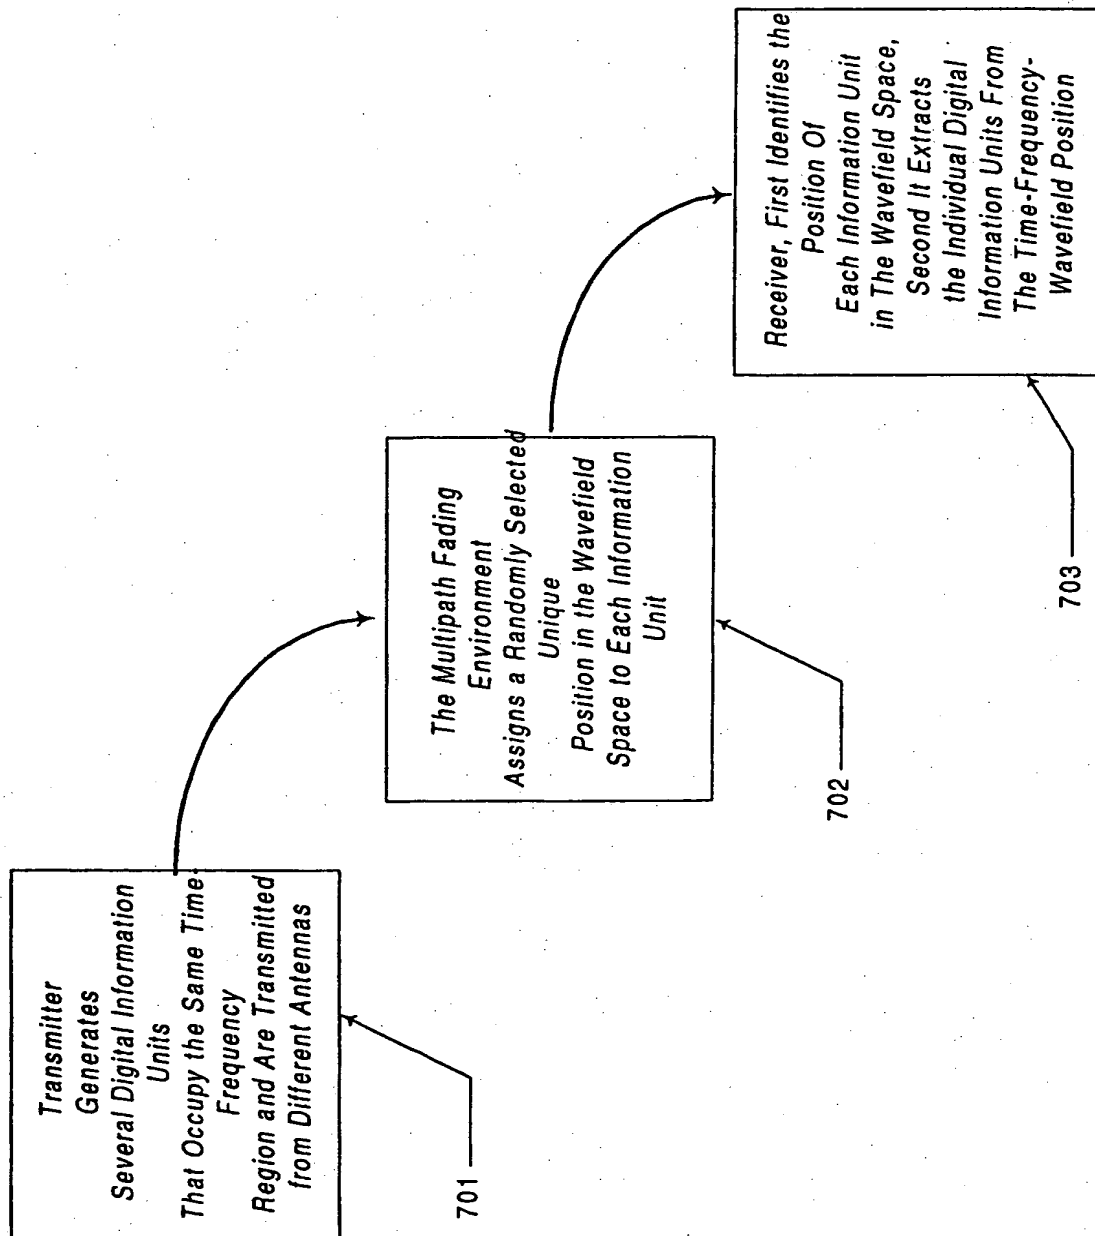 Transmitter
Generates
Several Digital Information
Units
That Occupy the Same Time-
Frequency
Region and Are Transmitted
from Different Antennas
701
The Multipath Fading
Environment
Assigns a Randomly Selected
Unique
Position in the Wavefield
Space to Each Information
Unit
702
Receiver, First Identifies the
Position Of
Each Information Unit
in The Wavefield Space,
Second It Extracts
the Individual Digital
Information Units From
The Time-Frequency-
Wavefield Position
703